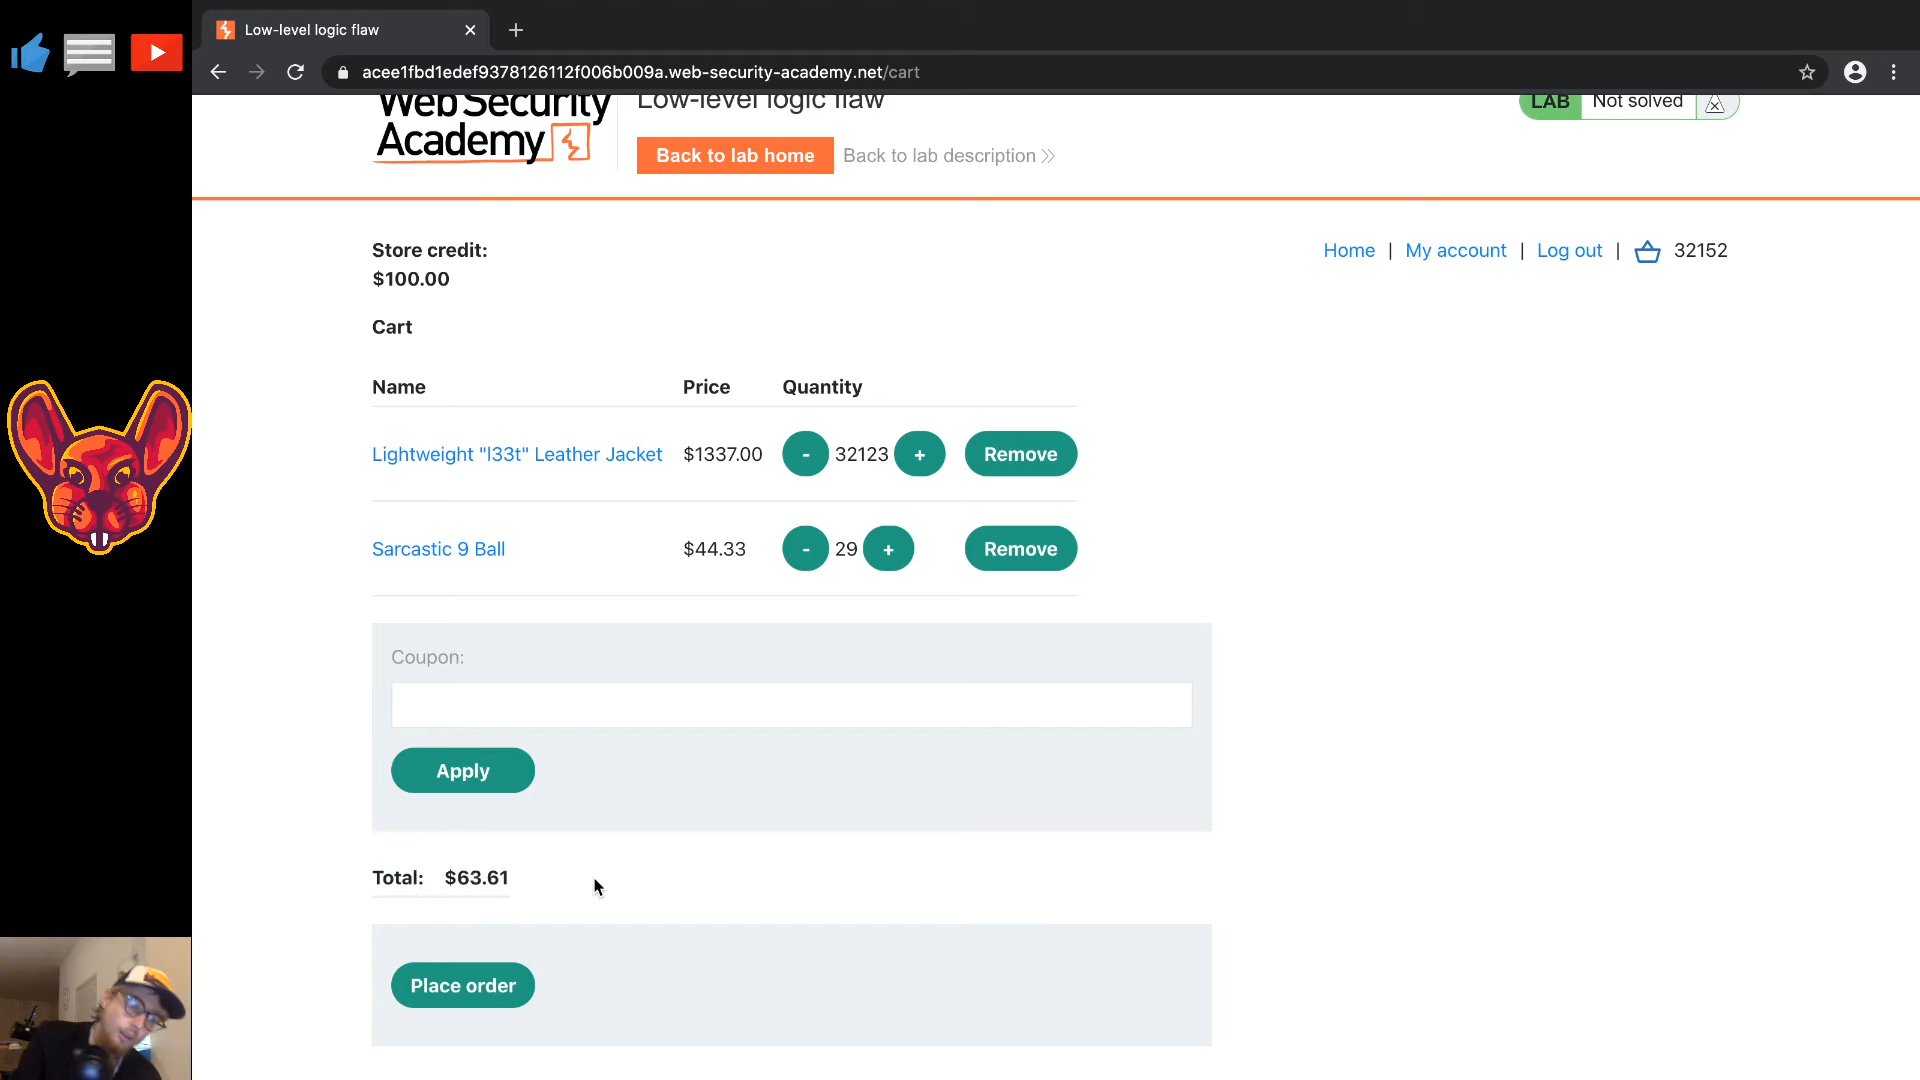 Low-level logic flaw
acee1fbd1edef9378126112f006b009a.web-security-academy.net/cart
Web Security
Academy
Low-level logic flaw
LAB Not solved
Back to lab home Back to lab description
Store credit:
$100.00
Home | My account | Log out | 32152
Cart
Name Price Quantity
Lightweight "l33t" Leather Jacket $1337.00 - 32123 + Remove
Sarcastic 9 Ball $44.33 - 29 + Remove
Coupon:
Apply
Total: $63.61
Place order